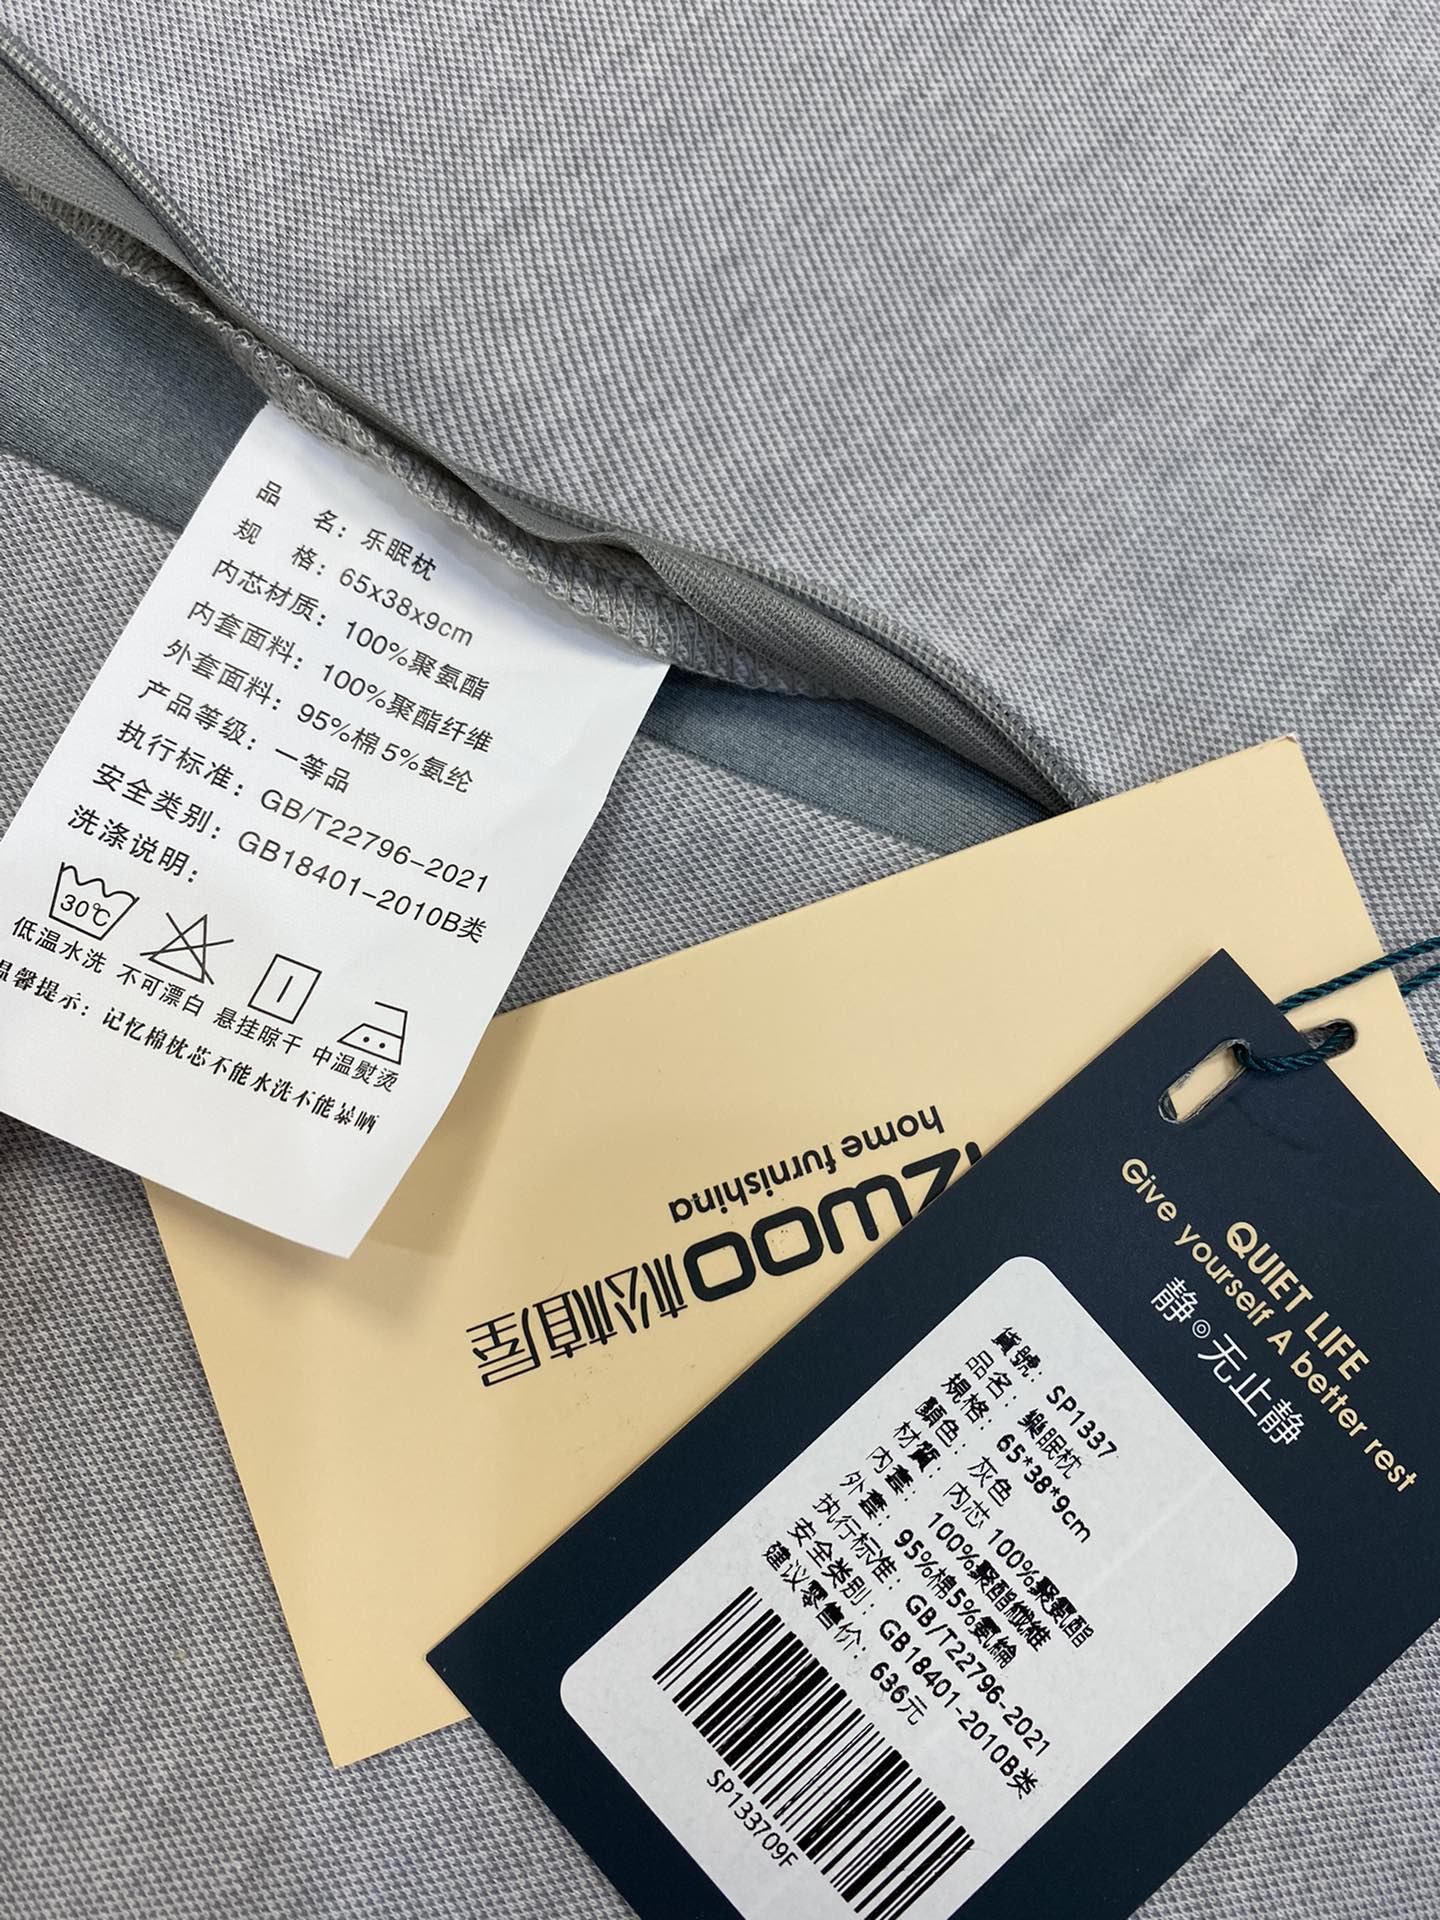 品 名：乐眠枕
规 格：65x38x9cm
内芯材质：100%聚氨酯
内套面料：100%聚酯纤维
外套面料：95%棉5%氨纶
产品等级：一等品
执行标准：GB/T22796-2021
安全类别：GB18401-2010B类
洗涤说明：
30℃
低温水洗 不可漂白 悬挂晾干 中温熨烫
温馨提示：记忆棉枕芯不能水洗不能暴晒
home furnishing
松植屋
QUIET LIFE
Give yourself A better rest
静◎无止静
貨號：SP1337
品名：樂眠枕
規格：65*38*9cm
顏色：灰色
材質：内芯 100%聚氨酯
内套：100%聚酯纖維
外套：95%棉5%氨綸
执行标准：GB/T22796-2021
安全类别：GB18401-2010B类
建议零售价：636元
SP133709F